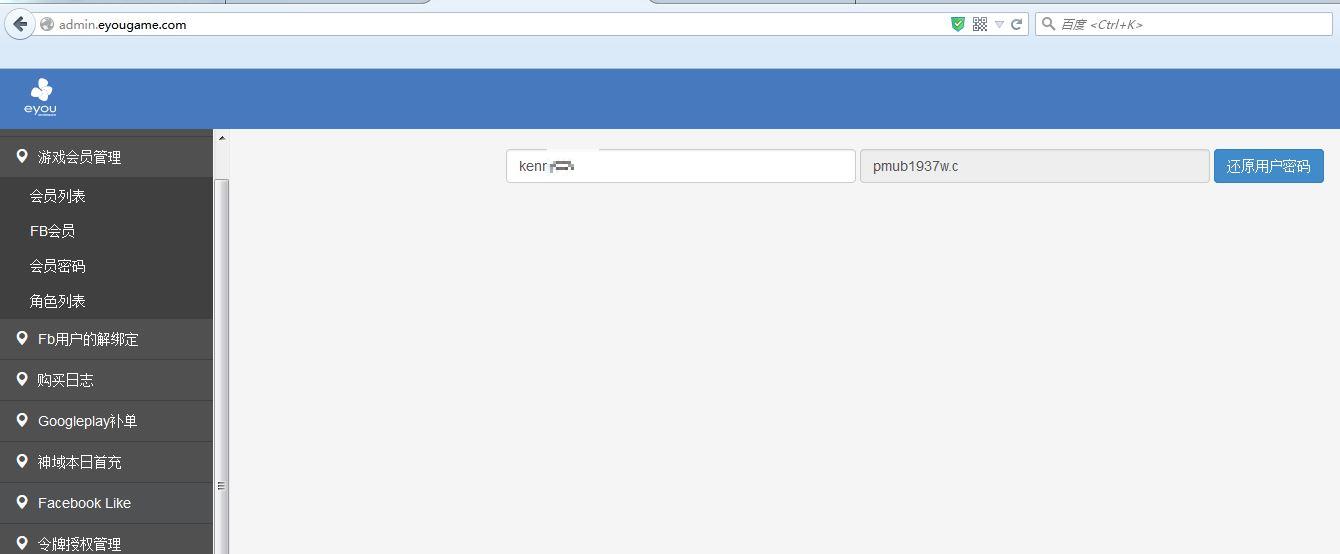 admin.eyougame.com
百度 <Ctrl+K>
eyou
游戏会员管理
会员列表
FB会员
会员密码
角色列表
Fb用户的解绑定
购买日志
Googleplay补单
神域本日首充
Facebook Like
令牌授权管理
kenr
pmub1937w.c
还原用户密码